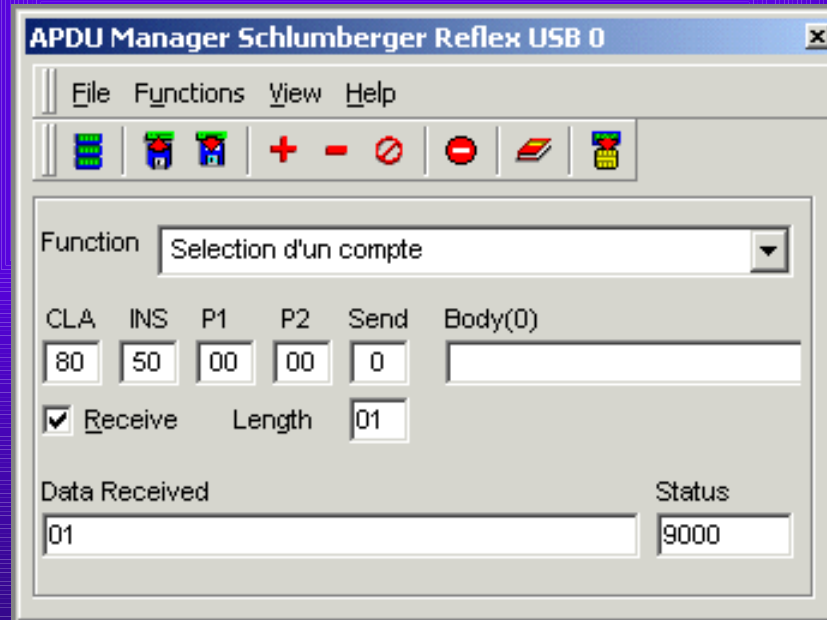 APDU Manager Schlumberger Reflex USB 0
File Functions View Help
Function Selection d'un compte
CLA INS P1 P2 Send Body(0)
80 50 00 00 0
Receive Length 01
Data Received Status
01 9000